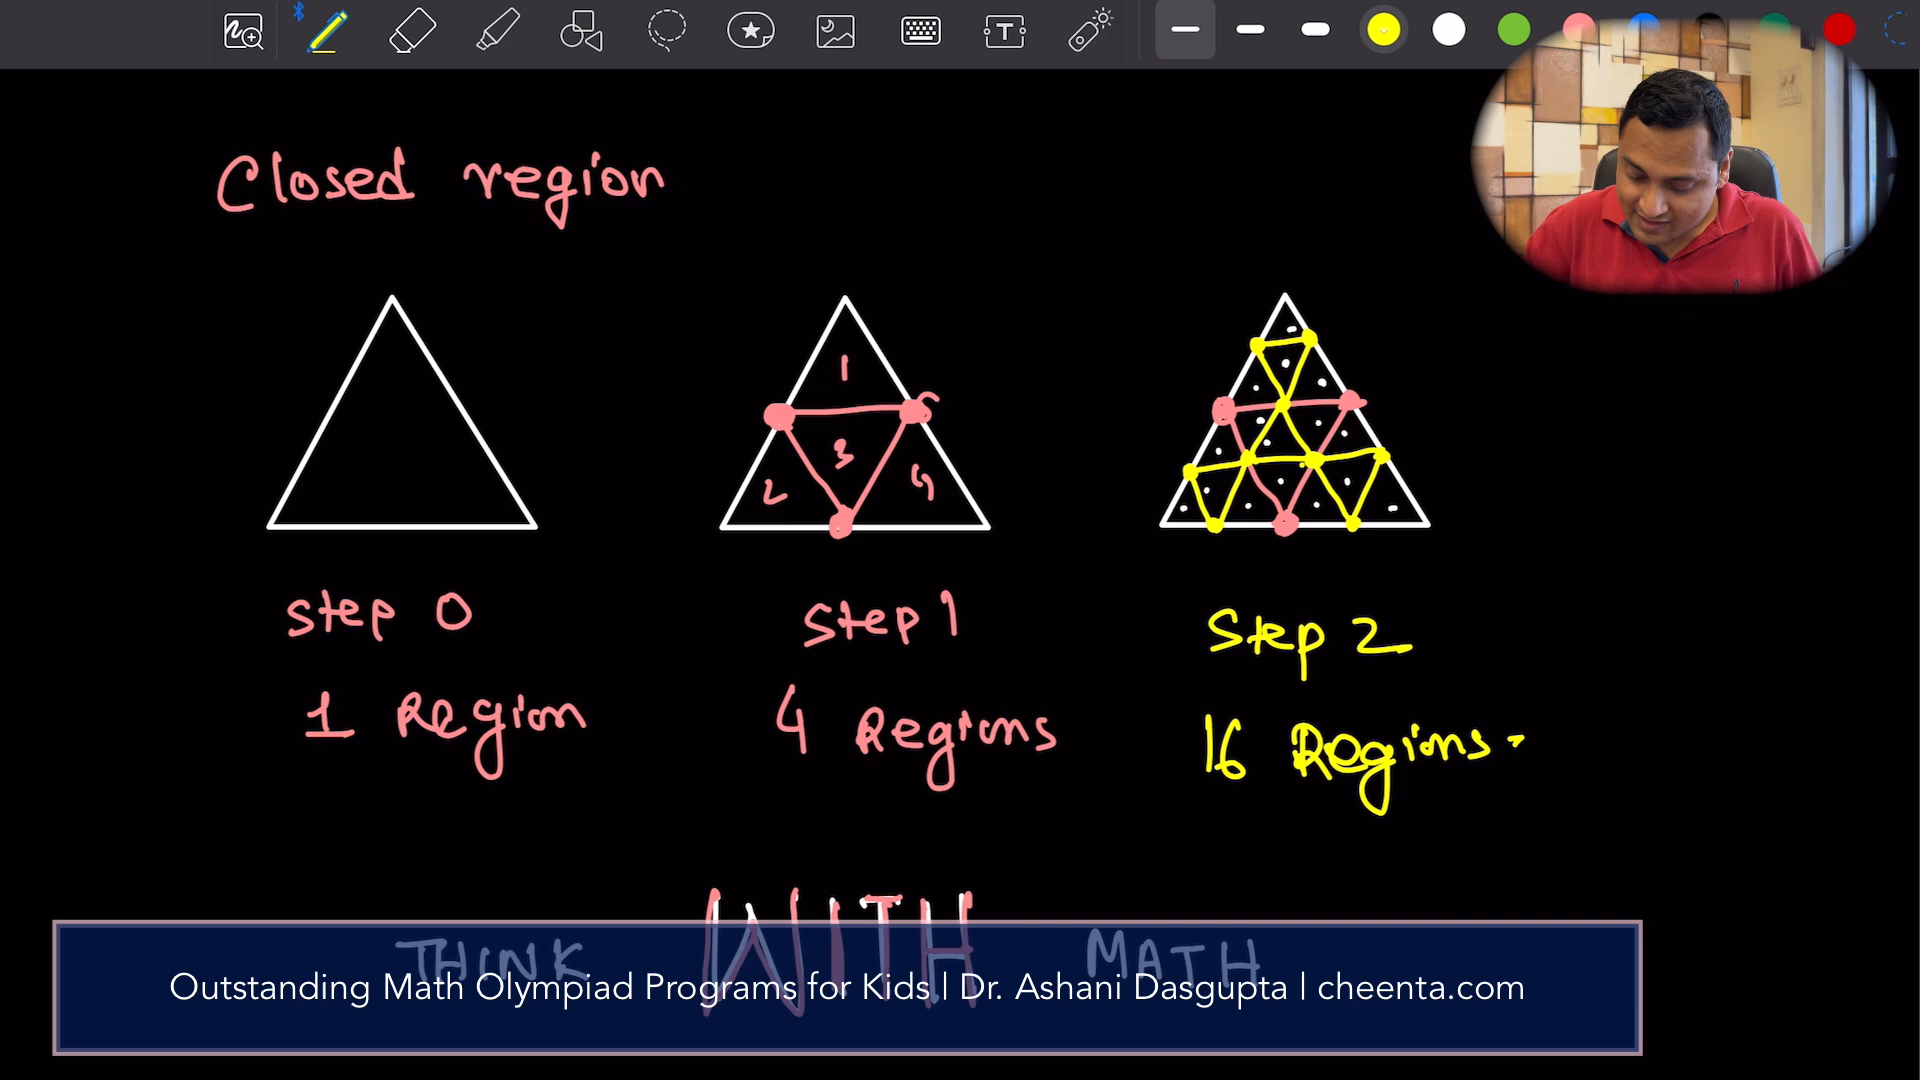 Closed region
1
2 3 4
Step 0
Step 1
Step 2
1 Region
4 Regions
16 Regions
THINK WITH MATH
Outstanding Math Olympiad Programs for Kids | Dr. Ashani Dasgupta | cheenta.com